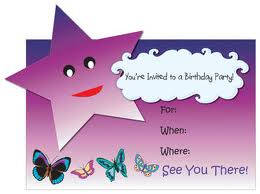 You're Invited to a Birthday Party!
For:
When:
Where:
See You There!